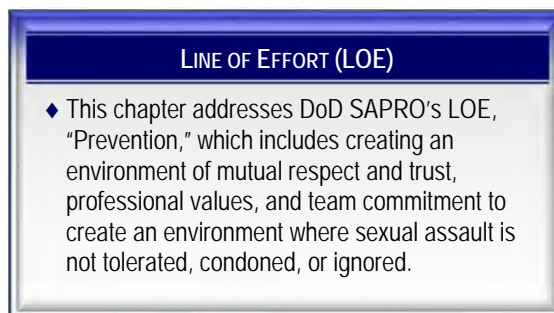 LINE OF EFFORT (LOE)
♦ This chapter addresses DoD SAPRO's LOE,
"Prevention," which includes creating an
environment of mutual respect and trust,
professional values, and team commitment to
create an environment where sexual assault is
not tolerated, condoned, or ignored.